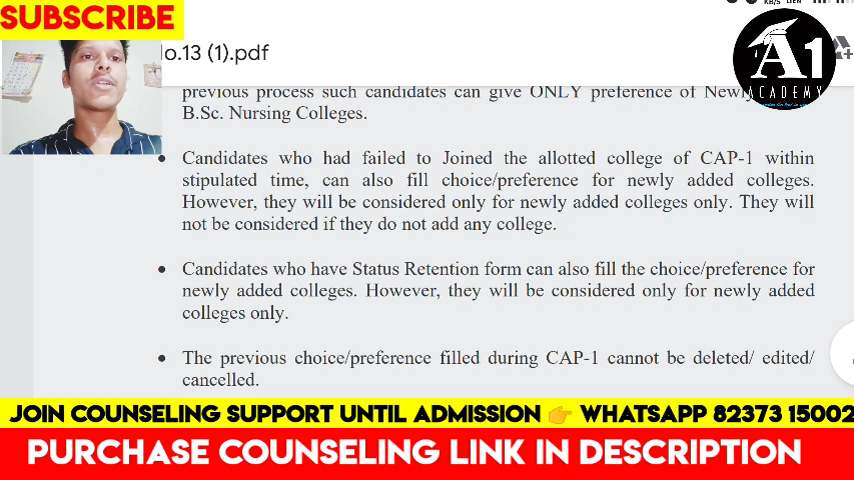 SUBSCRIBE
KB/S
o.13 (1).pdf
A1
ACADEMY
previous process such candidates can give ONLY preference of Newly
B.Sc. Nursing Colleges.
• Candidates who had failed to Joined the allotted college of CAP-1 within
stipulated time, can also fill choice/preference for newly added colleges.
However, they will be considered only for newly added colleges only. They will
not be considered if they do not add any college.
• Candidates who have Status Retention form can also fill the choice/preference for
newly added colleges. However, they will be considered only for newly added
colleges only.
• The previous choice/preference filled during CAP-1 cannot be deleted/ edited/
cancelled.
JOIN COUNSELING SUPPORT UNTIL ADMISSION 👉 WHATSAPP 82373 15002
PURCHASE COUNSELING LINK IN DESCRIPTION